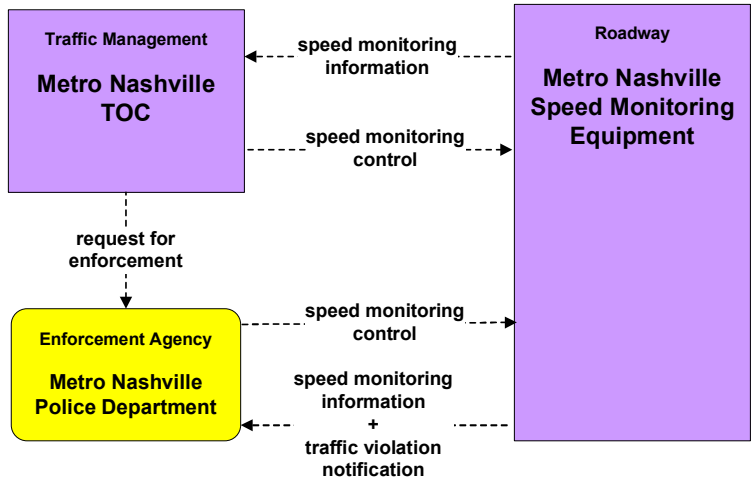 Traffic Management
Metro Nashville
TOC
speed monitoring
information
Roadway
Metro Nashville
Speed Monitoring
Equipment
speed monitoring
control
request for
enforcement
Enforcement Agency
Metro Nashville
Police Department
speed monitoring
control
speed monitoring
information
+
traffic violation
notification